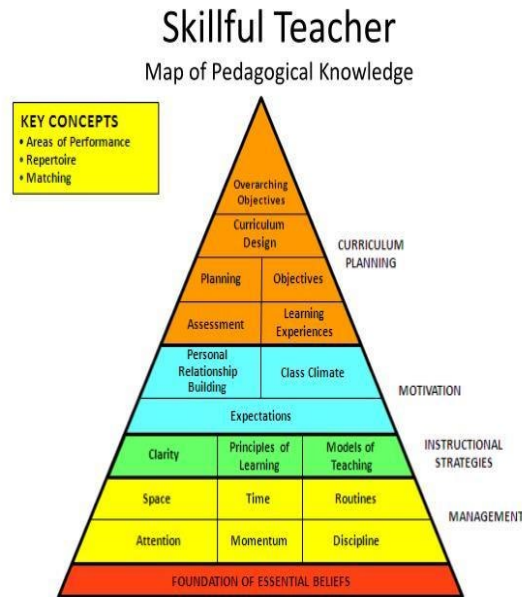 Skillful Teacher
Map of Pedagogical Knowledge
KEY CONCEPTS
• Areas of Performance
• Repertoire
• Matching
Overarching
Objectives
Curriculum
Design
CURRICULUM
PLANNING
Planning
Objectives
Assessment
Learning
Experiences
Personal
Relationship
Building
Class Climate
MOTIVATION
Expectations
Clarity
Principles of
Learning
Models of
Teaching
INSTRUCTIONAL
STRATEGIES
Space
Time
Routines
MANAGEMENT
Attention
Momentum
Discipline
FOUNDATION OF ESSENTIAL BELIEFS